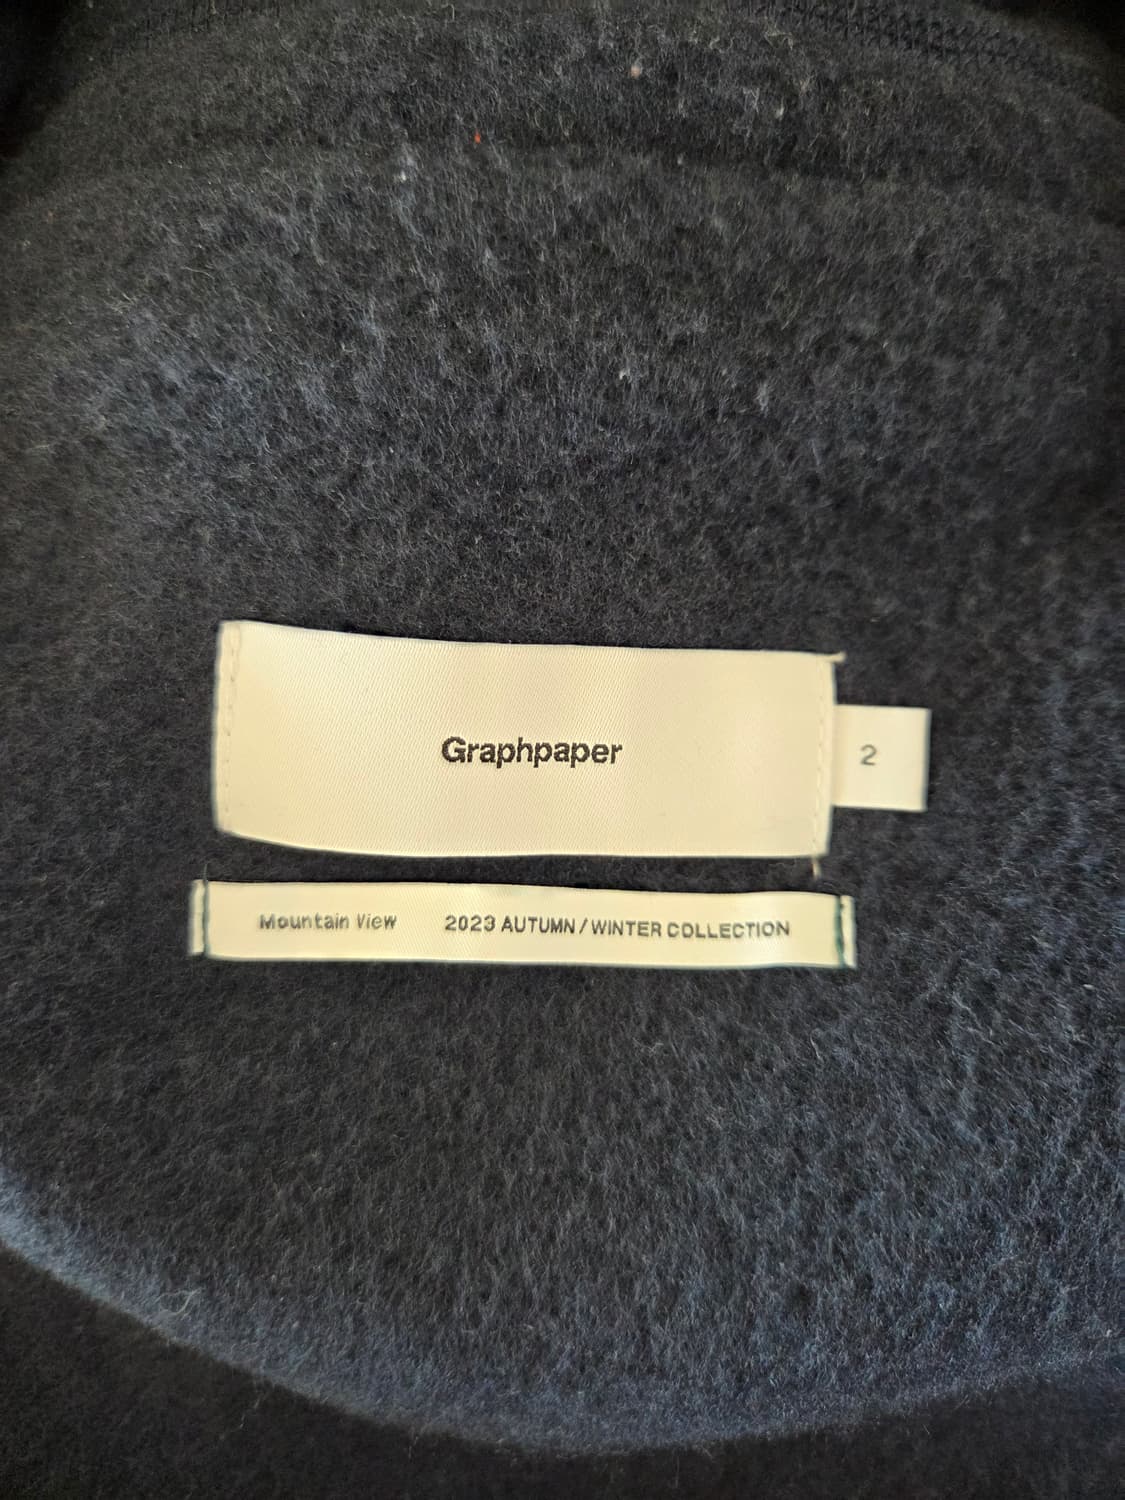 Graphpaper
2
Mountain View 2023 AUTUMN / WINTER COLLECTION